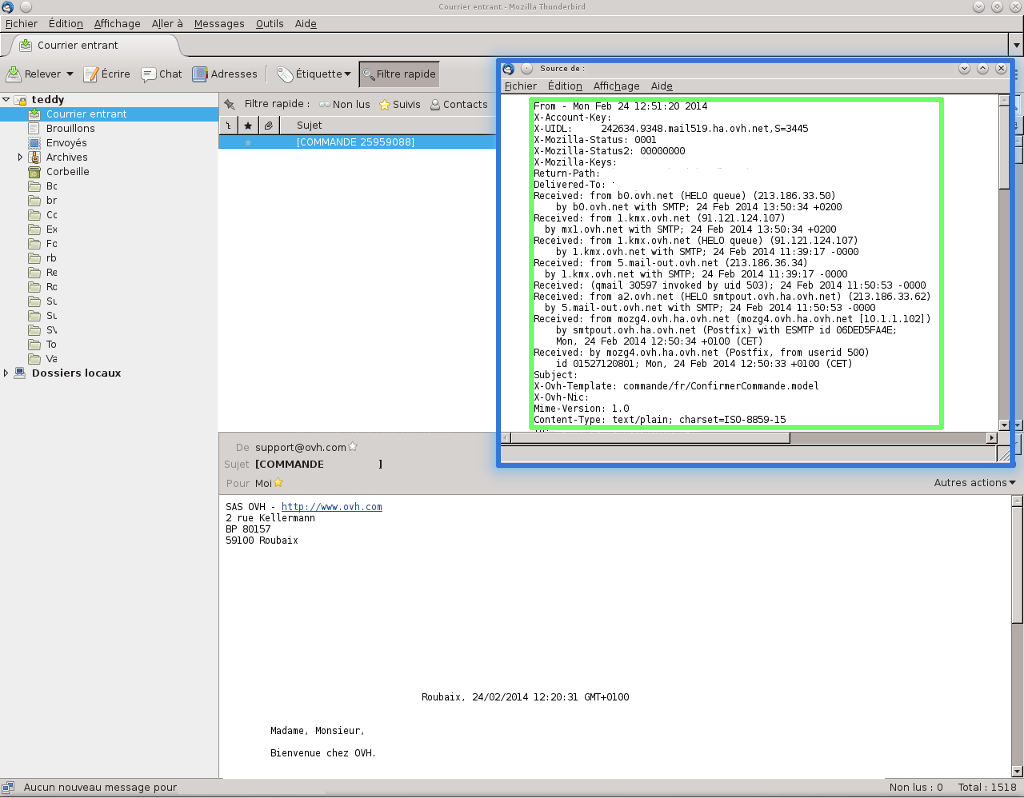 Courrier entrant - Mozilla Thunderbird
Fichier Édition Affichage Aller à Messages Outils Aide
Courrier entrant
Relever Écrire Chat Adresses Étiquette Filtre rapide
teddy
Courrier entrant
Brouillons
Envoyés
Archives
Corbeille
Bc
br
Cc
Ex
Fc
rb
Re
Ro
Su
Su
SV
To
Va
Dossiers locaux
Filtre rapide : Non lus Suivis Contacts
Sujet
[COMMANDE 25959088]
Source de :
Fichier Édition Affichage Aide
From - Mon Feb 24 12:51:20 2014
X-Account-Key:
X-UIDL: 242634.9348.mail519.ha.ovh.net,S=3445
X-Mozilla-Status: 0001
X-Mozilla-Status2: 00000000
X-Mozilla-Keys:
Return-Path:
Delivered-To:
Received: from b0.ovh.net (HELO queue) (213.186.33.50)
by b0.ovh.net with SMTP; 24 Feb 2014 13:50:34 +0200
Received: from 1.kmx.ovh.net (91.121.124.107)
by mx1.ovh.net with SMTP; 24 Feb 2014 13:50:34 +0200
Received: from 1.kmx.ovh.net (HELO queue) (91.121.124.107)
by 1.kmx.ovh.net with SMTP; 24 Feb 2014 11:39:17 -0000
Received: from 5.mail-out.ovh.net (213.186.36.34)
by 1.kmx.ovh.net with SMTP; 24 Feb 2014 11:39:17 -0000
Received: (qmail 30597 invoked by uid 503); 24 Feb 2014 11:50:53 -0000
Received: from a2.ovh.net (HELO smtpout.ovh.ha.ovh.net) (213.186.33.62)
by 5.mail-out.ovh.net with SMTP; 24 Feb 2014 11:50:53 -0000
Received: from mozg4.ovh.ha.ovh.net (mozg4.ovh.ha.ovh.net [10.1.1.102])
by smtpout.ovh.ha.ovh.net (Postfix) with ESMTP id 06DED5FA4E;
Mon, 24 Feb 2014 12:50:34 +0100 (CET)
Received: by mozg4.ovh.ha.ovh.net (Postfix, from userid 500)
id 01527120801; Mon, 24 Feb 2014 12:50:33 +0100 (CET)
Subject:
X-Ovh-Template: commande/fr/ConfirmerCommande.model
X-Ovh-Nic:
Mime-Version: 1.0
Content-Type: text/plain; charset=ISO-8859-15
De support@ovh.com
Sujet [COMMANDE ]
Pour Moi
Autres actions
SAS OVH - http://www.ovh.com
2 rue Kellermann
BP 80157
59100 Roubaix
Roubaix, 24/02/2014 12:20:31 GMT+0100
Madame, Monsieur,
Bienvenue chez OVH.
Aucun nouveau message pour
Non lus : 0 Total : 1518